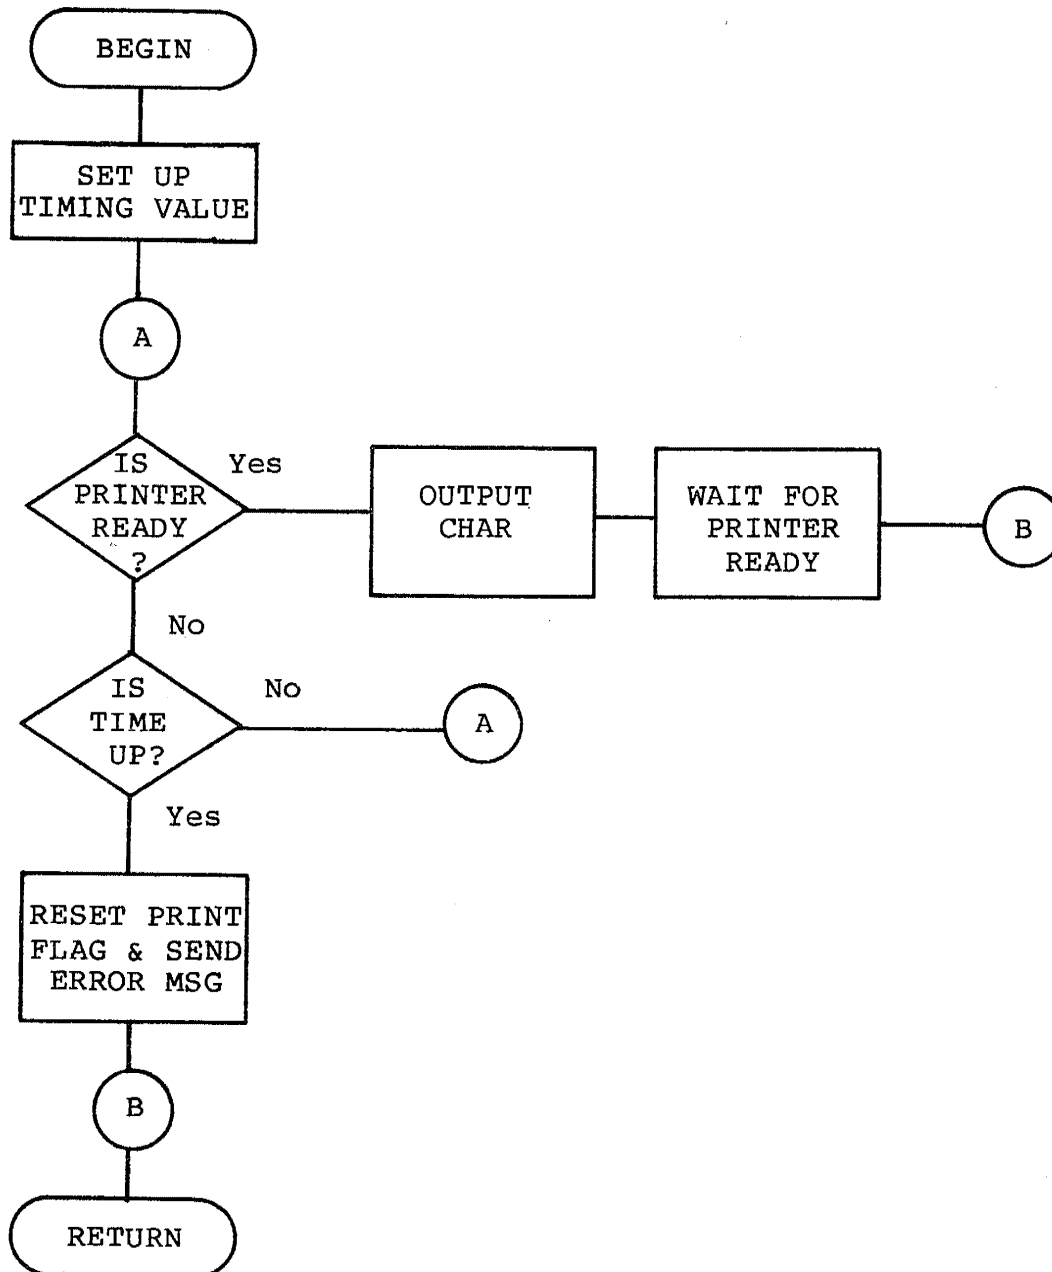 BEGIN
SET UP
TIMING VALUE
A
IS
PRINTER
READY
?
Yes
OUTPUT
CHAR
WAIT FOR
PRINTER
READY
B
No
IS
TIME
UP?
No
A
Yes
RESET PRINT
FLAG & SEND
ERROR MSG
B
RETURN